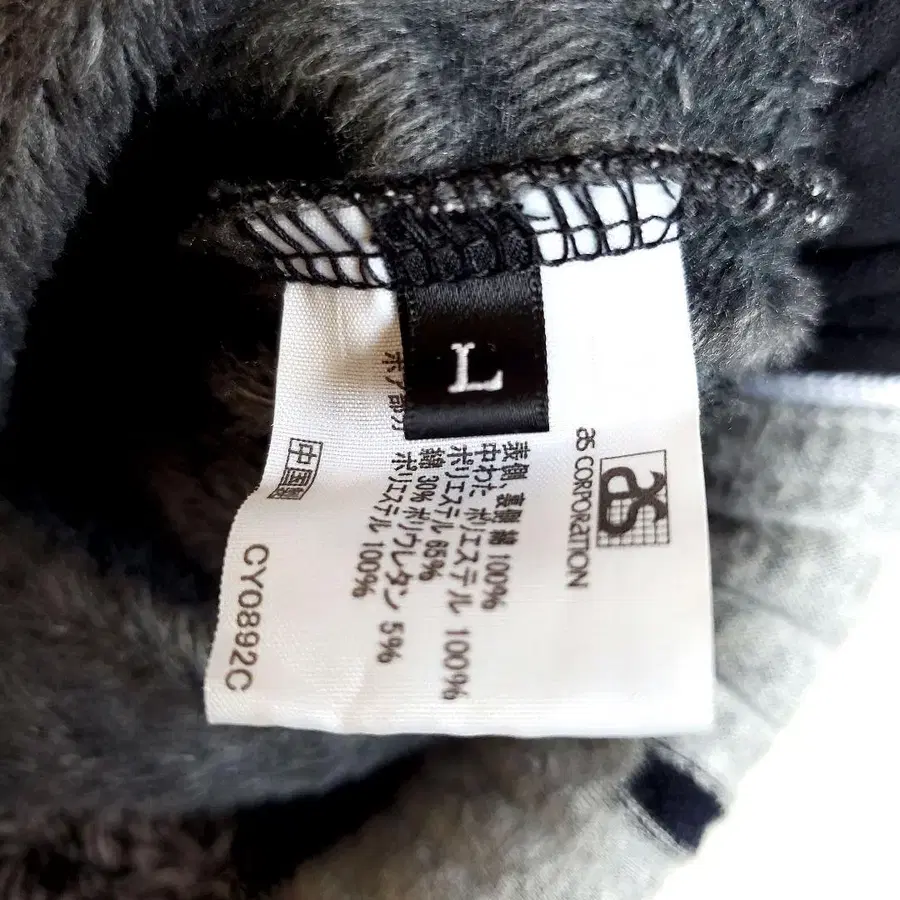 L
as
as CORPORATION
表側、裏側 綿 100%
中わた ポリエステル 100%
ポリエステル 65%
綿 30% ポリウレタン 5%
ボア部分 ポリエステル 100%
中国製
CY0892C